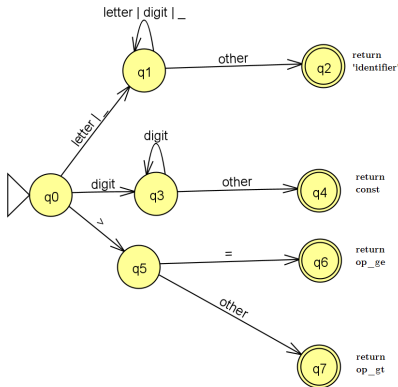 letter | digit | _
q1
other
q2
return
'identifier'
letter | _
digit
q0
digit
q3
other
q4
return
const
>
q5
=
q6
return
op_ge
other
q7
return
op_gt